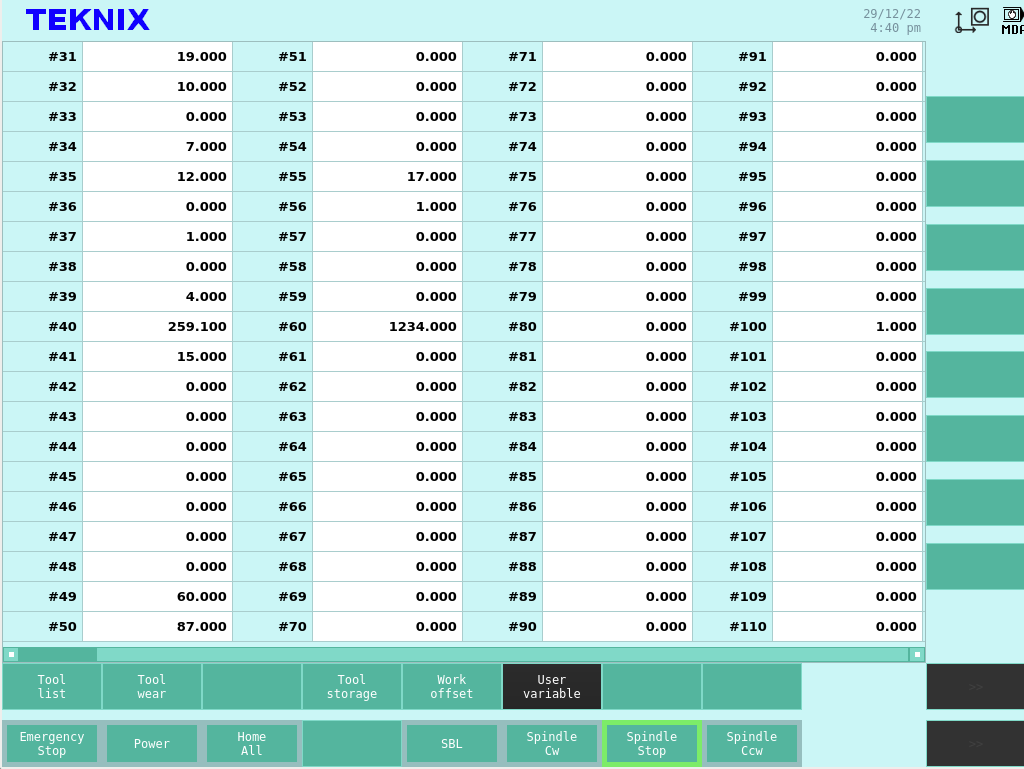 TEKNIX
29/12/22
4:40 pm
MDA
#31 19.000 #51 0.000 #71 0.000 #91 0.000
#32 10.000 #52 0.000 #72 0.000 #92 0.000
#33 0.000 #53 0.000 #73 0.000 #93 0.000
#34 7.000 #54 0.000 #74 0.000 #94 0.000
#35 12.000 #55 17.000 #75 0.000 #95 0.000
#36 0.000 #56 1.000 #76 0.000 #96 0.000
#37 1.000 #57 0.000 #77 0.000 #97 0.000
#38 0.000 #58 0.000 #78 0.000 #98 0.000
#39 4.000 #59 0.000 #79 0.000 #99 0.000
#40 259.100 #60 1234.000 #80 0.000 #100 1.000
#41 15.000 #61 0.000 #81 0.000 #101 0.000
#42 0.000 #62 0.000 #82 0.000 #102 0.000
#43 0.000 #63 0.000 #83 0.000 #103 0.000
#44 0.000 #64 0.000 #84 0.000 #104 0.000
#45 0.000 #65 0.000 #85 0.000 #105 0.000
#46 0.000 #66 0.000 #86 0.000 #106 0.000
#47 0.000 #67 0.000 #87 0.000 #107 0.000
#48 0.000 #68 0.000 #88 0.000 #108 0.000
#49 60.000 #69 0.000 #89 0.000 #109 0.000
#50 87.000 #70 0.000 #90 0.000 #110 0.000
Tool
list
Tool
wear
Tool
storage
Work
offset
User
variable
>>
Emergency
Stop
Power
Home
All
SBL
Spindle
Cw
Spindle
Stop
Spindle
Ccw
>>